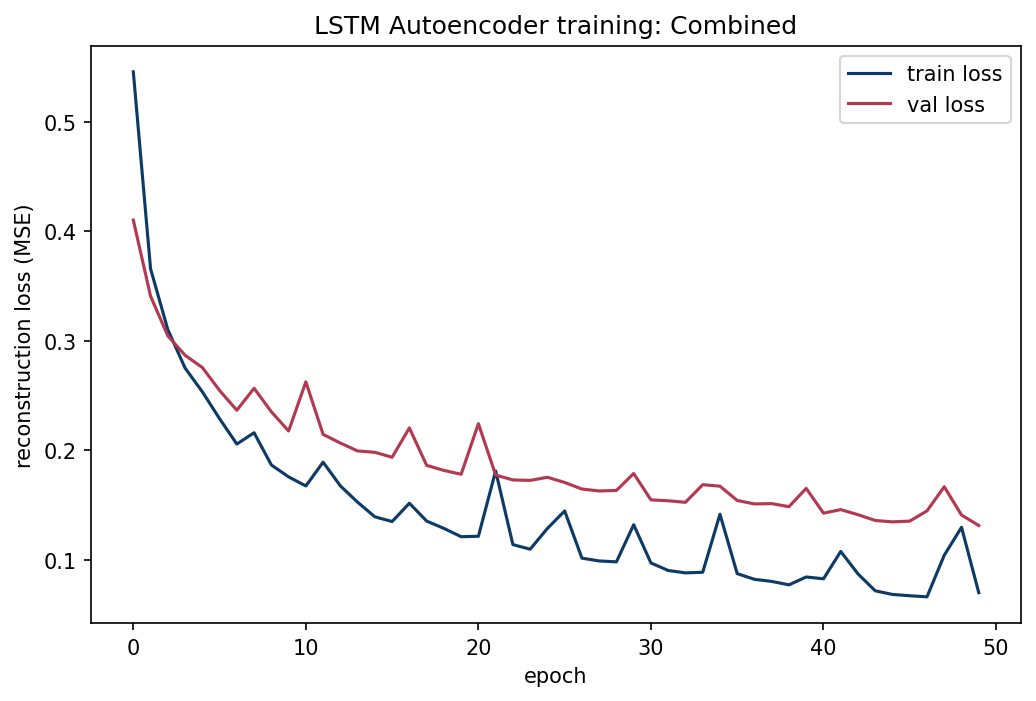 LSTM Autoencoder training: Combined
train loss
val loss
reconstruction loss (MSE)
0.5
0.4
0.3
0.2
0.1
0 10 20 30 40 50
epoch